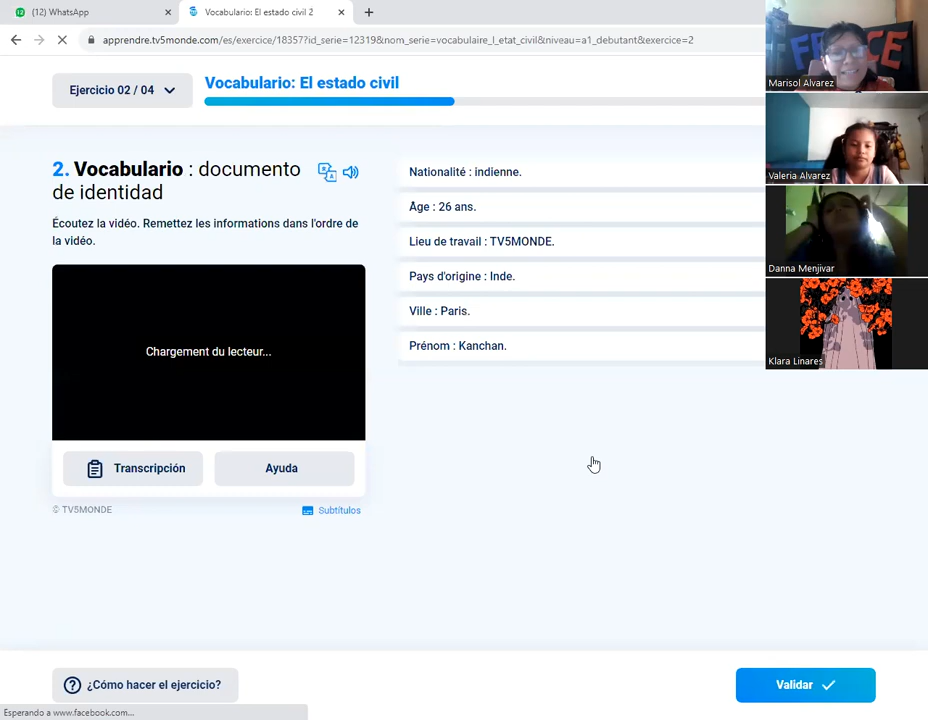 (12) WhatsApp
Vocabulario: El estado civil 2
apprendre.tv5monde.com/es/exercice/18357?id_serie=12319&nom_serie=vocabulaire_l_etat_civil&niveau=a1_debutant&exercice=2
Ejercicio 02 / 04
Vocabulario: El estado civil
2. Vocabulario : documento
de identidad
Écoutez la vidéo. Remettez les informations dans l'ordre de
la vidéo.
Chargement du lecteur...
Transcripción
Ayuda
© TV5MONDE
Subtítulos
Nationalité : indienne.
Âge : 26 ans.
Lieu de travail : TV5MONDE.
Pays d'origine : Inde.
Ville : Paris.
Prénom : Kanchan.
Marisol Alvarez
Valeria Alvarez
Danna Menjivar
Klara Linares
¿Cómo hacer el ejercicio?
Validar
Esperando a www.facebook.com...